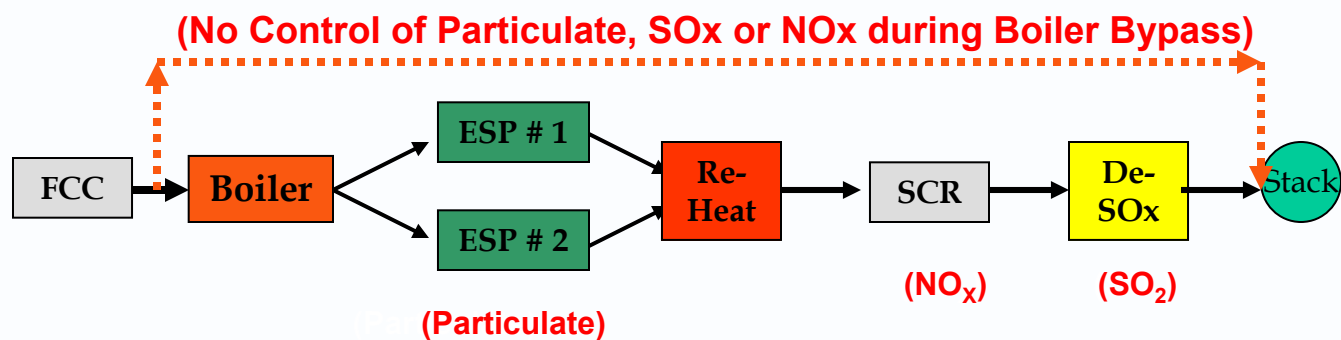 (No Control of Particulate, SOx or NOx during Boiler Bypass)
FCC
Boiler
ESP # 1
ESP # 2
Re-
Heat
SCR
De-
SOx
Stack
(NOX)
(SO2)
(Particulate)